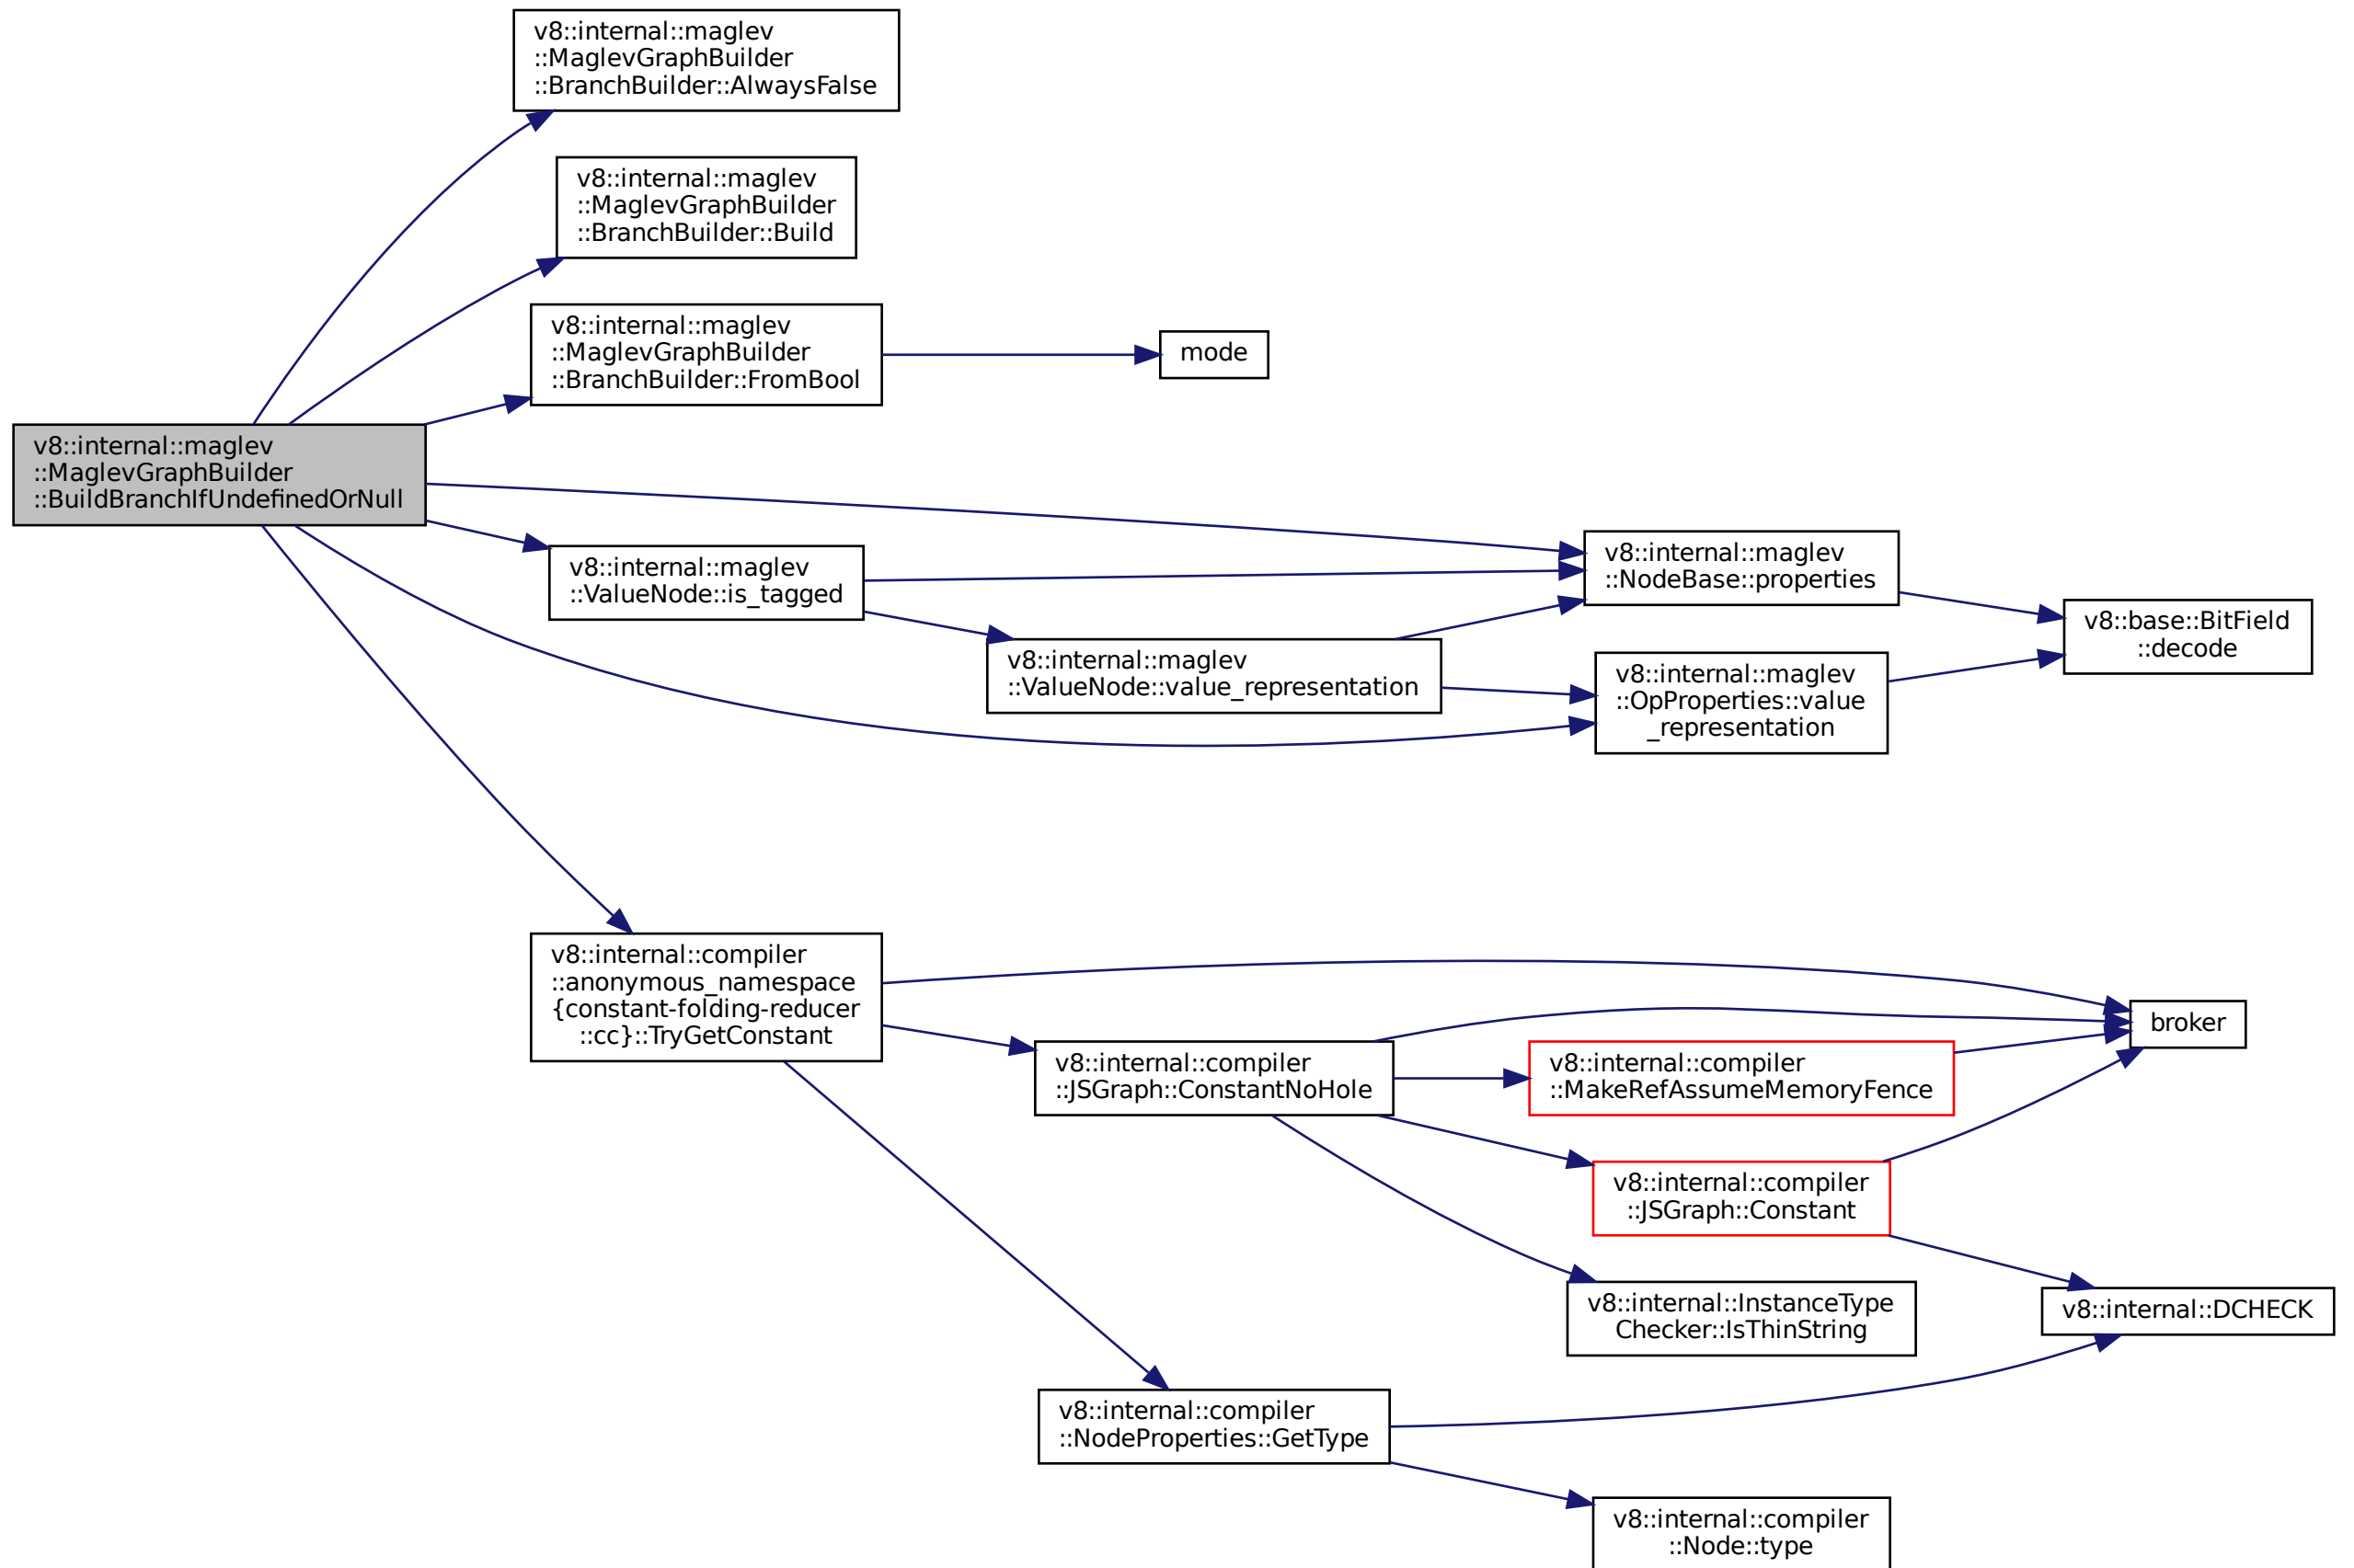 v8::internal::maglev
::MaglevGraphBuilder
::BranchBuilder::AlwaysFalse
v8::internal::maglev
::MaglevGraphBuilder
::BranchBuilder::Build
v8::internal::maglev
::MaglevGraphBuilder
::BranchBuilder::FromBool
mode
v8::internal::maglev
::MaglevGraphBuilder
::BuildBranchIfUndefinedOrNull
v8::internal::maglev
::NodeBase::properties
v8::internal::maglev
::ValueNode::is_tagged
v8::base::BitField
::decode
v8::internal::maglev
::ValueNode::value_representation
v8::internal::maglev
::OpProperties::value
_representation
v8::internal::compiler
::anonymous_namespace
{constant-folding-reducer
::cc}::TryGetConstant
broker
v8::internal::compiler
::JSGraph::ConstantNoHole
v8::internal::compiler
::MakeRefAssumeMemoryFence
v8::internal::compiler
::JSGraph::Constant
v8::internal::InstanceType
Checker::IsThinString
v8::internal::DCHECK
v8::internal::compiler
::NodeProperties::GetType
v8::internal::compiler
::Node::type